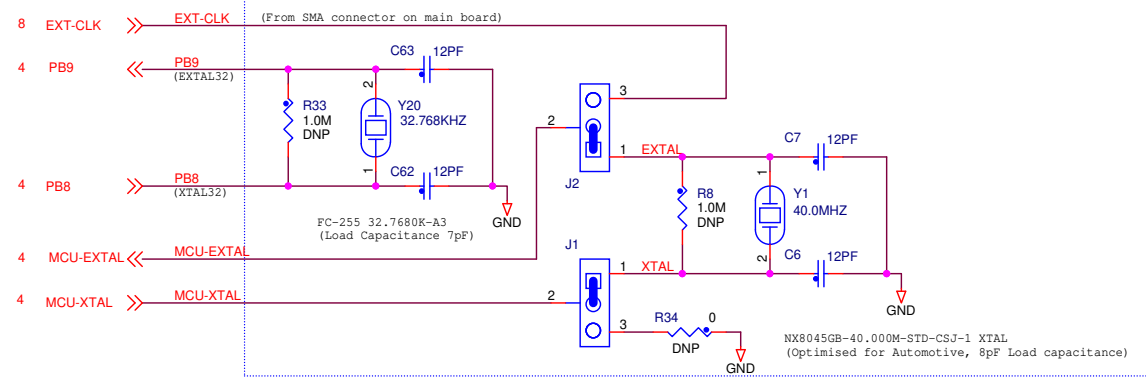 8 EXT-CLK EXT-CLK (From SMA connector on main board)
4 PB9 PB9
(EXTAL32)
C63 12PF
2
R33
1.0M
DNP
Y20
32.768KHZ
1
C62 12PF
4 PB8 PB8
(XTAL32)
GND
FC-255 32.7680K-A3
(Load Capacitance 7pF)
3
2
1
J2
EXTAL
C7 12PF
1
R8
1.0M
DNP
Y1
40.0MHZ
2
C6 12PF
GND
4 MCU-EXTAL MCU-EXTAL
4 MCU-XTAL MCU-XTAL
J1
1
2
3
XTAL
R34 0
DNP
GND
NX8045GB-40.000M-STD-CSJ-1 XTAL
(Optimised for Automotive, 8pF Load capacitance)